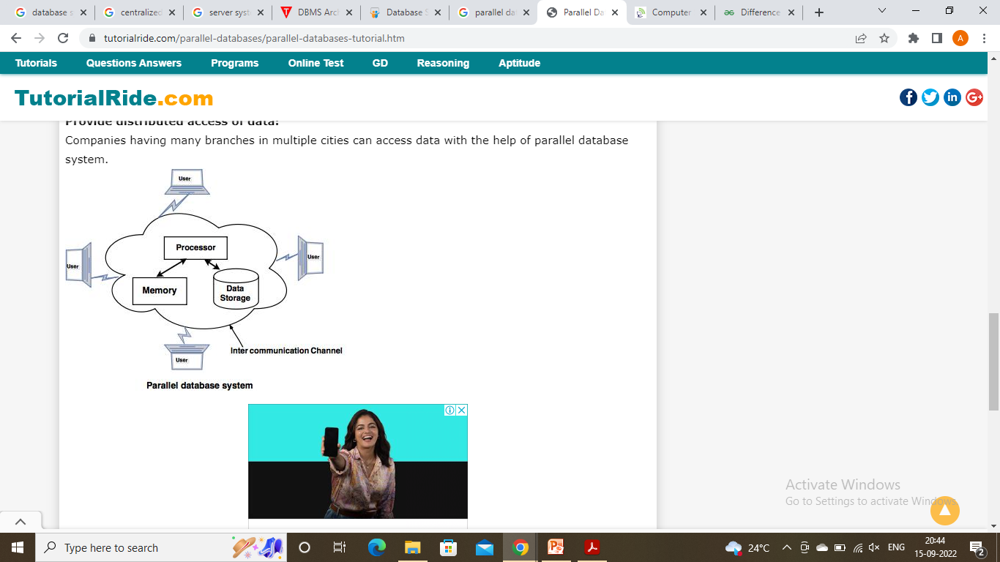 database s
centralized
server syst
DBMS Arc
Database S
parallel dat
Parallel Da
Computer
Difference
tutorialride.com/parallel-databases/parallel-databases-tutorial.htm
A
Tutorials Questions Answers Programs Online Test GD Reasoning Aptitude
TutorialRide.com
f in G+
Provide distributed access of data:
Companies having many branches in multiple cities can access data with the help of parallel database
system.
User
Processor
User
User
Memory
Data
Storage
Inter communication Channel
User
Parallel database system
Activate Windows
Go to Settings to activate Windows.
Type here to search
24°C
ENG
20:44
15-09-2022
2